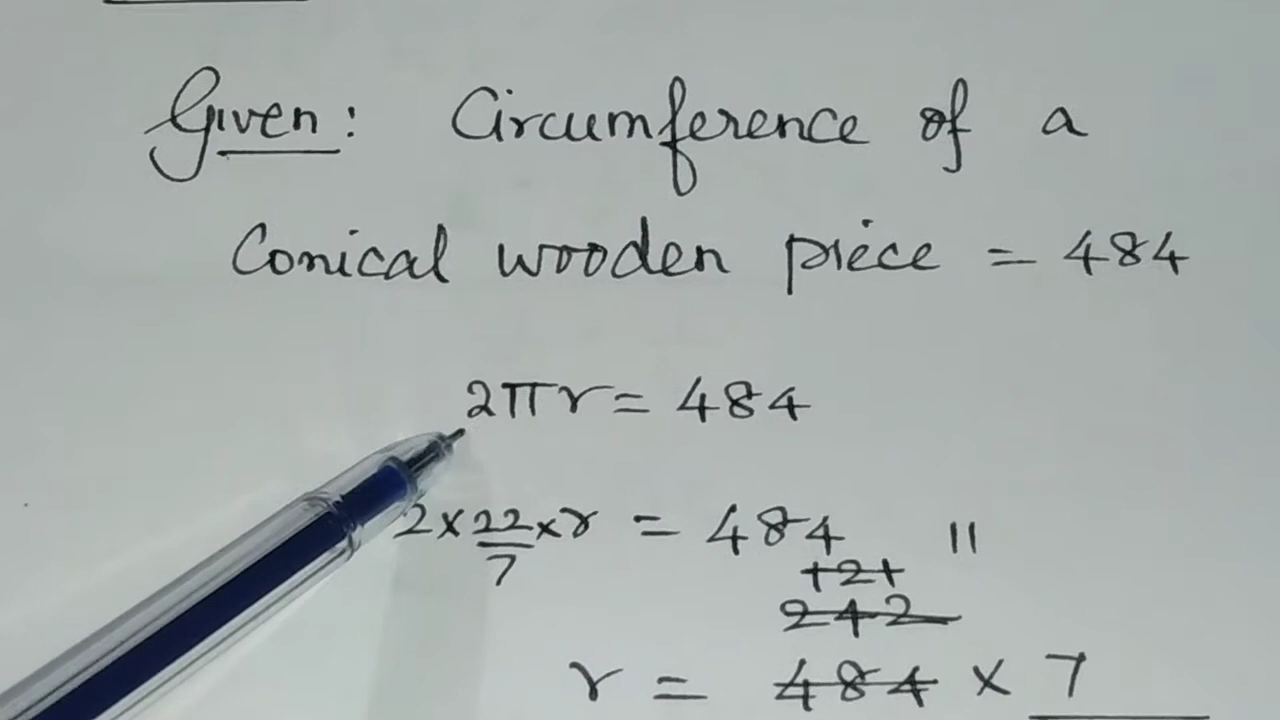 Given: Circumference of a
Conical wooden piece = 484
2πr = 484
2 × 22/7 × r = 484 11
121
242
r = 484 × 7